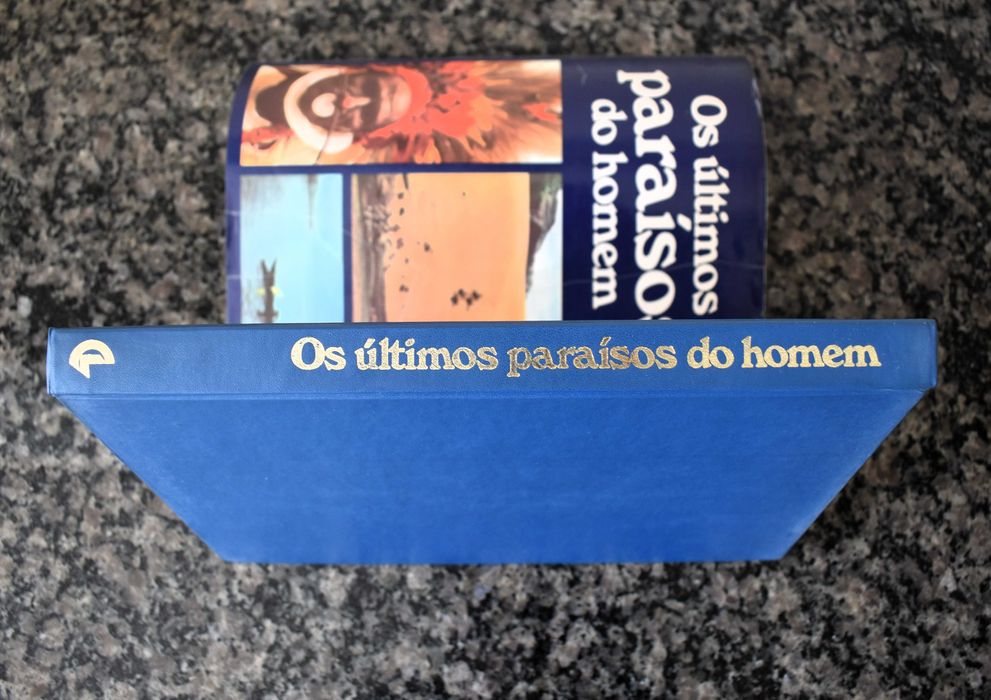 Os últimos
paraísos
do homem
Os últimos paraísos do homem